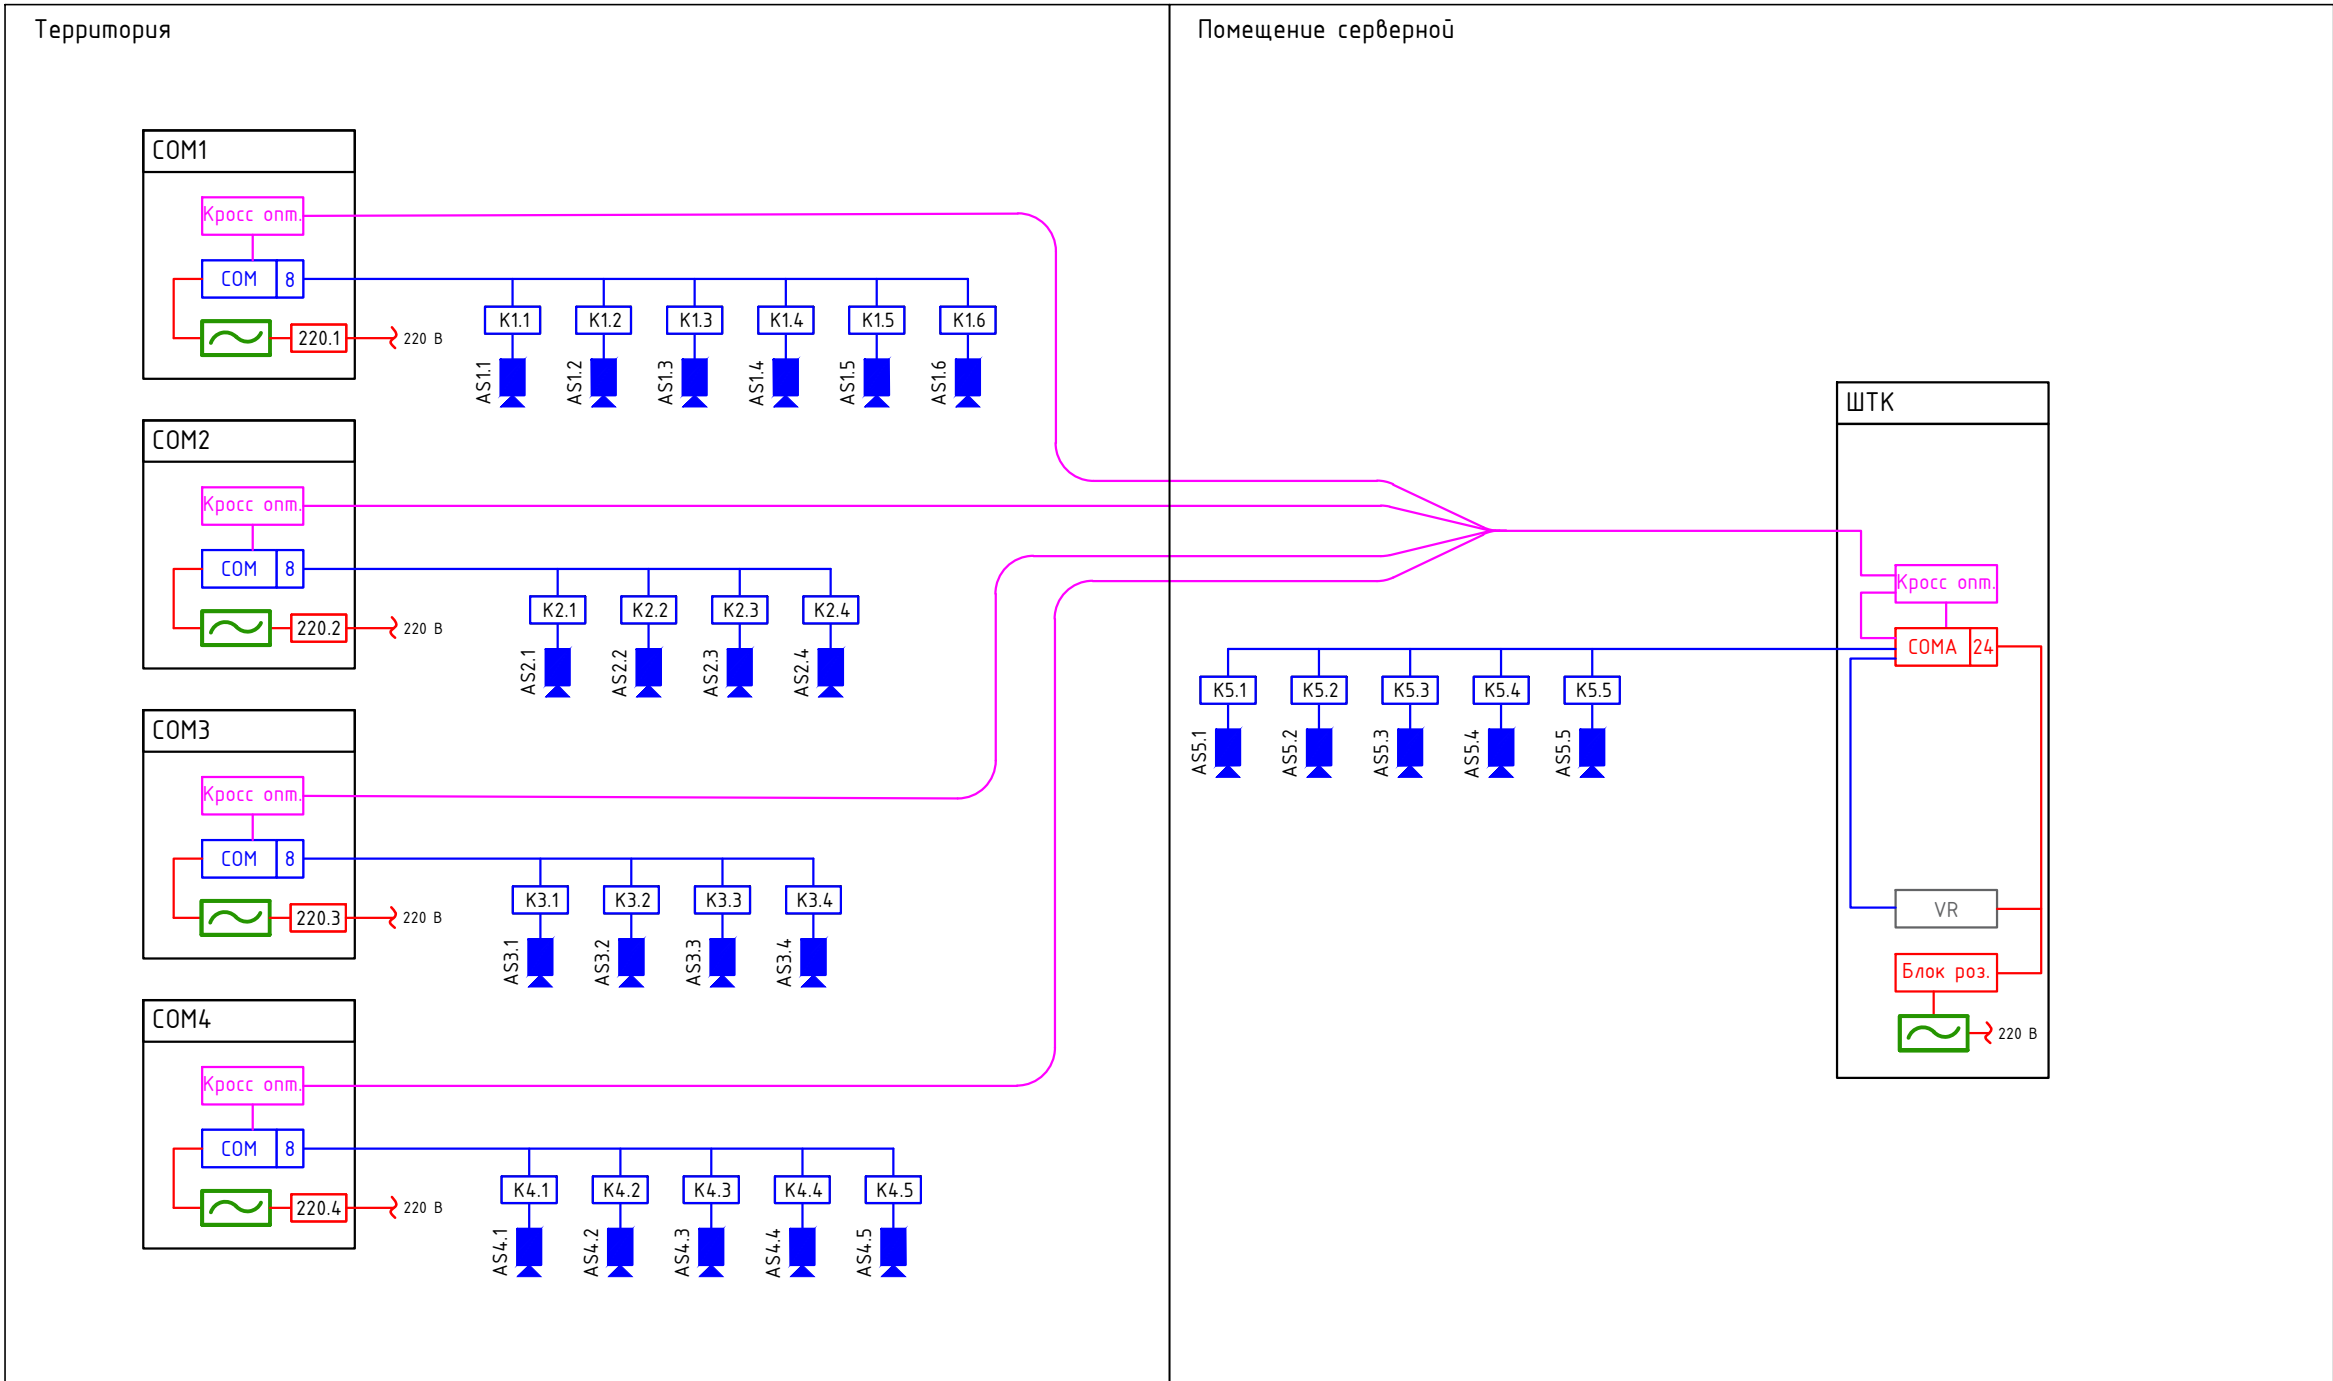 Территория
Помещение серверной
COM1
Кросс опт.
COM 8
220.1 220 В
K1.1 K1.2 K1.3 K1.4 K1.5 K1.6
AS1.1 AS1.2 AS1.3 AS1.4 AS1.5 AS1.6
COM2
Кросс опт.
COM 8
220.2 220 В
K2.1 K2.2 K2.3 K2.4
AS2.1 AS2.2 AS2.3 AS2.4
COM3
Кросс опт.
COM 8
220.3 220 В
K3.1 K3.2 K3.3 K3.4
AS3.1 AS3.2 AS3.3 AS3.4
COM4
Кросс опт.
COM 8
220.4 220 В
K4.1 K4.2 K4.3 K4.4 K4.5
AS4.1 AS4.2 AS4.3 AS4.4 AS4.5
K5.1 K5.2 K5.3 K5.4 K5.5
AS5.1 AS5.2 AS5.3 AS5.4 AS5.5
ШТК
Кросс опт.
COMA 24
VR
Блок роз.
220 В